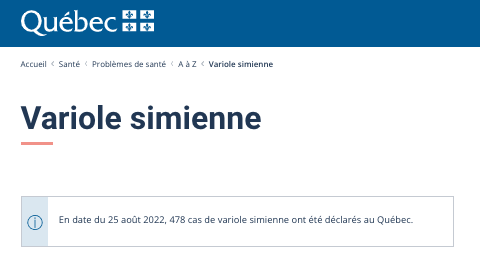 Québec
Accueil < Santé < Problèmes de santé < A à Z < Variole simienne
Variole simienne
En date du 25 août 2022, 478 cas de variole simienne ont été déclarés au Québec.